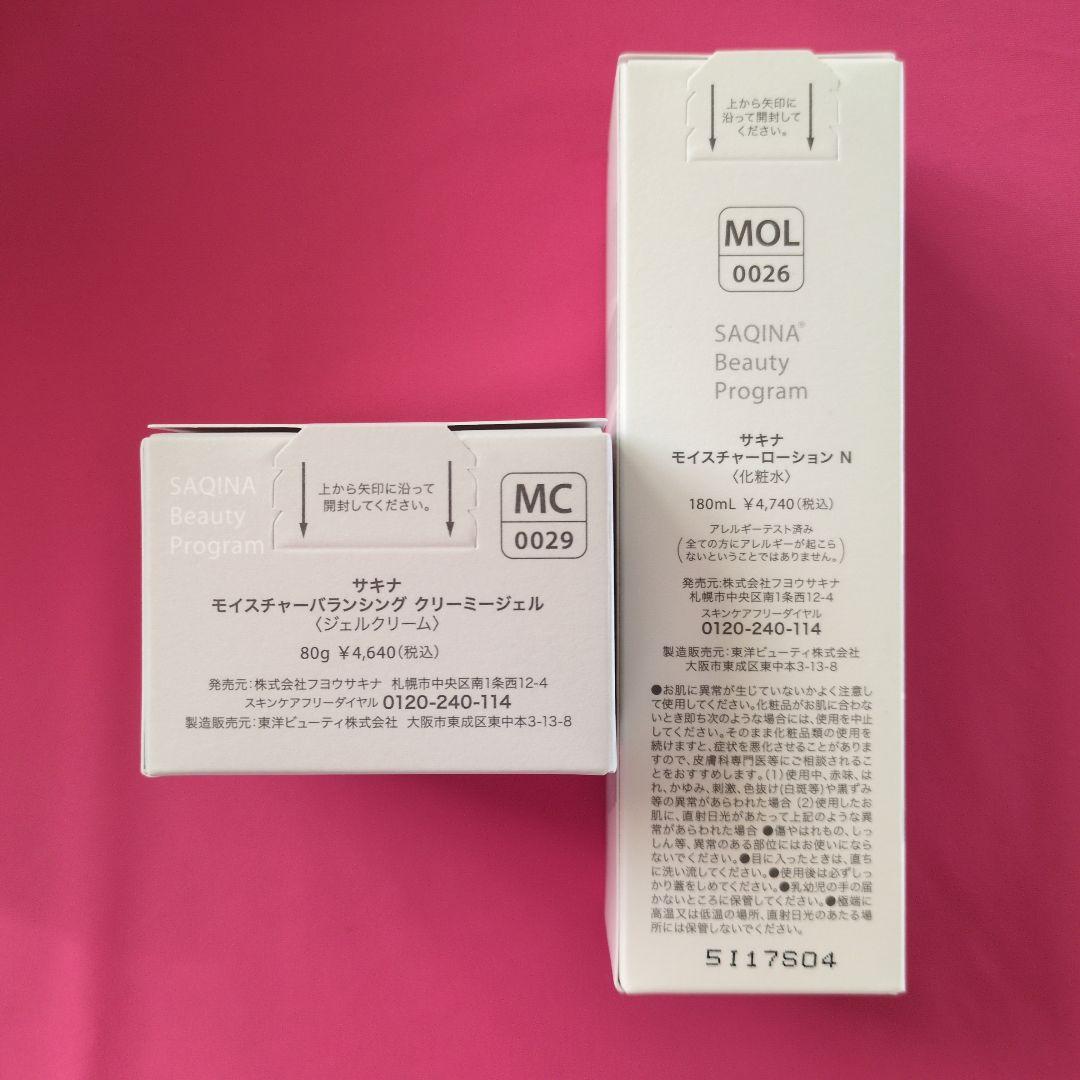 SAQINA
Beauty
Program
上から矢印に沿って
開封してください。
MC
0029
サキナ
モイスチャーバランシング クリーミージェル
〈ジェルクリーム〉
80g ￥4,640(税込)
発売元:株式会社フヨウサキナ 札幌市中央区南1条西12-4
スキンケアフリーダイヤル 0120-240-114
製造販売元:東洋ビューティ株式会社 大阪市東成区東中本3-13-8
上から矢印に
沿って開封して
ください。
MOL
0026
SAQINA®
Beauty
Program
サキナ
モイスチャーローション N
〈化粧水〉
180mL ￥4,740(税込)
アレルギーテスト済み
(全ての方にアレルギーが起こら
ないということではありません。)
発売元:株式会社フヨウサキナ
札幌市中央区南1条西12-4
スキンケアフリーダイヤル
0120-240-114
製造販売元:東洋ビューティ株式会社
大阪市東成区東中本3-13-8
●お肌に異常が生じていないかよく注意し
て使用してください。化粧品がお肌に合わな
いとき即ち次のような場合には、使用を中止
してください。そのまま化粧品類の使用を
続けますと、症状を悪化させることがありま
すので、皮膚科専門医等にご相談されるこ
とをおすすめします。(1)使用中、赤味、は
れ、かゆみ、刺激、色抜け(白斑等)や黒ずみ
等の異常があらわれた場合 (2)使用したお
肌に、直射日光があたって上記のような異
常があらわれた場合 ●傷やはれもの、しっ
しん等、異常のある部位にはお使いになら
ないでください。●目に入ったときは、直ち
に洗い流してください。●使用後は必ずしっ
かり蓋をしめてください。●乳幼児の手の届
かないところに保管してください。●極端に
高温又は低温の場所、直射日光のあたる場
所には保管しないでください。
5I17S04